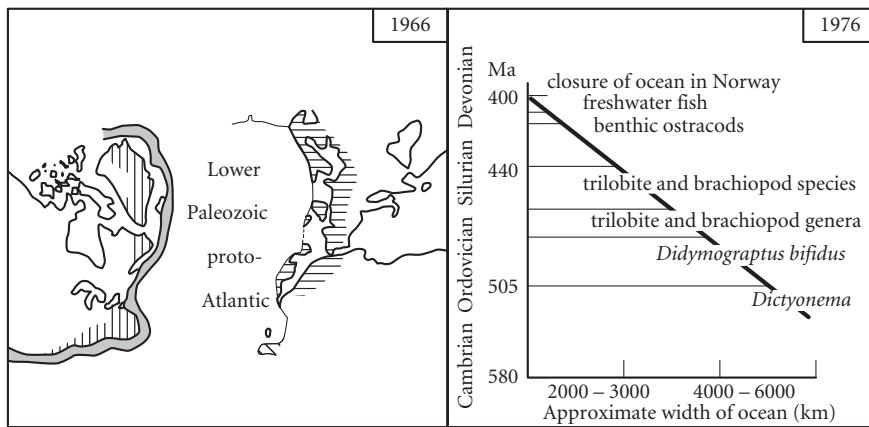 1966
Lower
Paleozoic
proto-
Atlantic
1976
Cambrian Ordovician Silurian Devonian
Ma
400
440
505
580
closure of ocean in Norway
freshwater fish
benthic ostracods
trilobite and brachiopod species
trilobite and brachiopod genera
Didymograptus bifidus
Dictyonema
2000 – 3000 4000 – 6000
Approximate width of ocean (km)